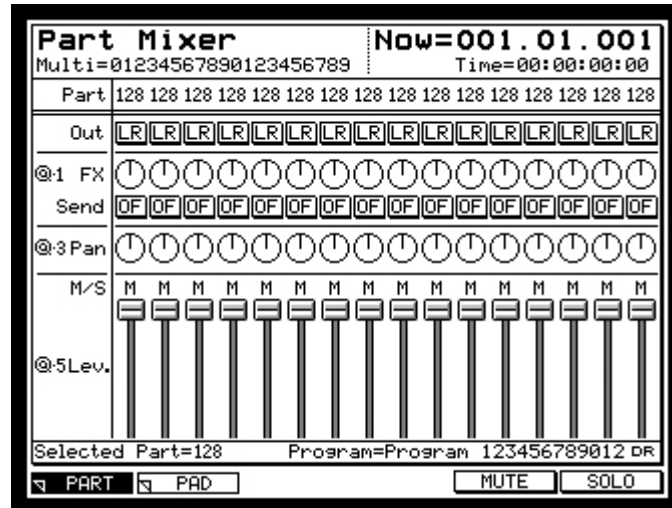 Part Mixer Now=001.01.001
Multi=01234567890123456789 Time=00:00:00:00
Part 128 128 128 128 128 128 128 128 128 128 128 128 128 128 128 128
Out LR LR LR LR LR LR LR LR LR LR LR LR LR LR LR LR
@:1 FX
Send OF OF OF OF OF OF OF OF OF OF OF OF OF OF OF OF
@:3 Pan
M/S M M M M M M M M M M M M M M M M
@:5Lev.
Selected Part=128 Program=Program 123456789012 DR
PART PAD MUTE SOLO